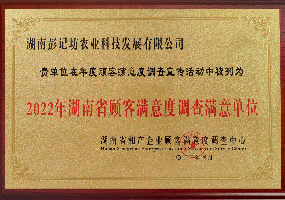 湖南彭记坊农业科技发展有限公司
贵单位在年度顾客满意度调查宣传活动中被列为
2022年湖南省顾客满意度调查满意单位
湖南省知产企业顾客满意度调查中心